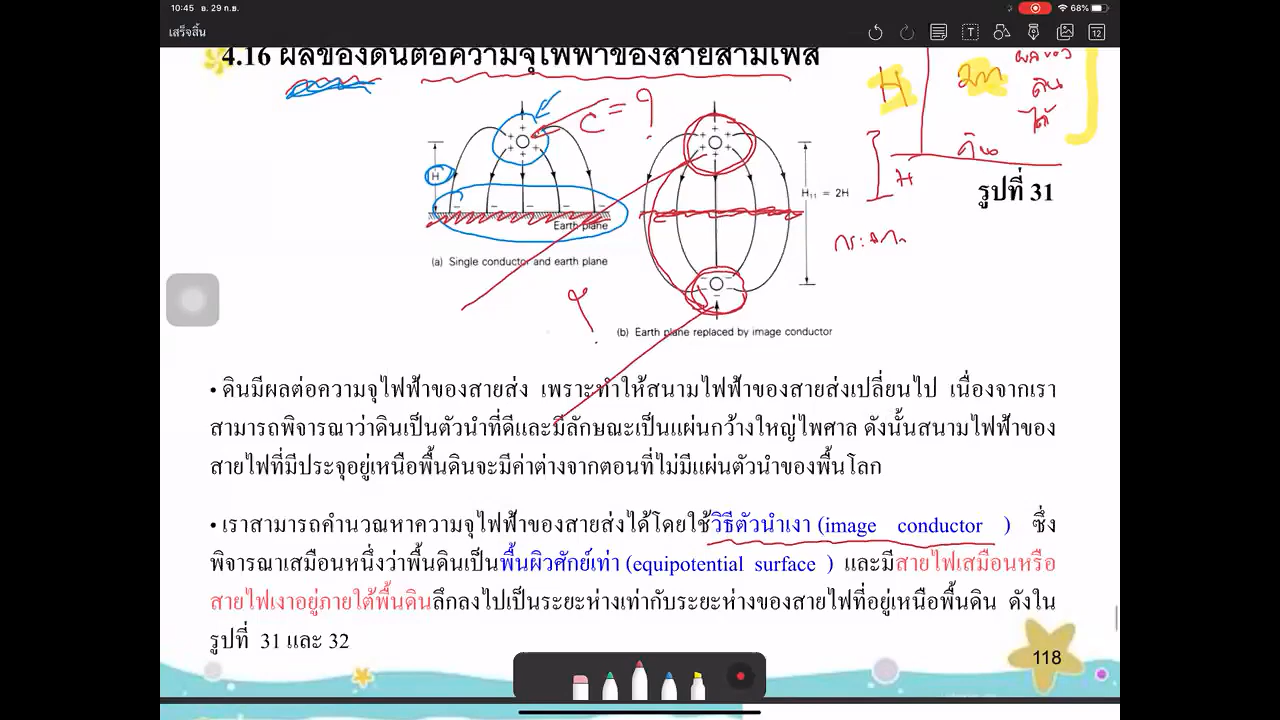 10:45 อ. 29 ก.ย.
68%
เสร็จสิ้น
T
12
4.16 ผลของดินต่อความจุไฟฟ้าของสายสามเฟส
C = ?
H
+
H
ผลของ
ดิน
ได้
ดิน
H
H₁₁ = 2H
Earth plane
(a) Single conductor and earth plane
(b) Earth plane replaced by image conductor
รูปที่ 31
• ดินมีผลต่อความจุไฟฟ้าของสายส่ง เพราะทำให้สนามไฟฟ้าของสายส่งเปลี่ยนไป เนื่องจากเรา
สามารถพิจารณาว่าดินเป็นตัวนำที่ดีและมีลักษณะเป็นแผ่นกว้างใหญ่ไพศาล ดังนั้นสนามไฟฟ้าของ
สายไฟที่มีประจุอยู่เหนือพื้นดินจะมีค่าต่างจากตอนที่ไม่มีแผ่นตัวนำของพื้นโลก
• เราสามารถคำนวณหาความจุไฟฟ้าของสายส่งได้โดยใช้วิธีตัวนำเงา (image conductor ) ซึ่ง
พิจารณาเสมือนหนึ่งว่าพื้นดินเป็นพื้นผิวศักย์เท่า (equipotential surface ) และมีสายไฟเสมือนหรือ
สายไฟเงาอยู่ภายใต้พื้นดินลึกลงไปเป็นระยะห่างเท่ากับระยะห่างของสายไฟที่อยู่เหนือพื้นดิน ดังใน
รูปที่ 31 และ 32
118